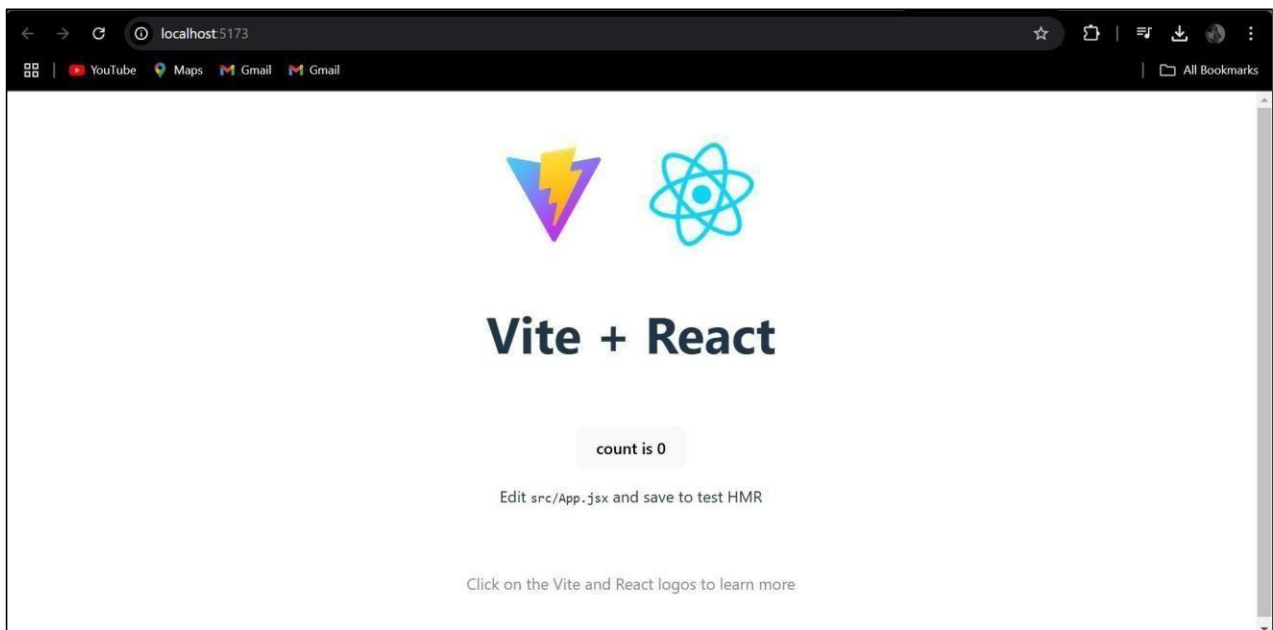 localhost:5173
YouTube Maps Gmail Gmail All Bookmarks
Vite + React
count is 0
Edit src/App.jsx and save to test HMR
Click on the Vite and React logos to learn more